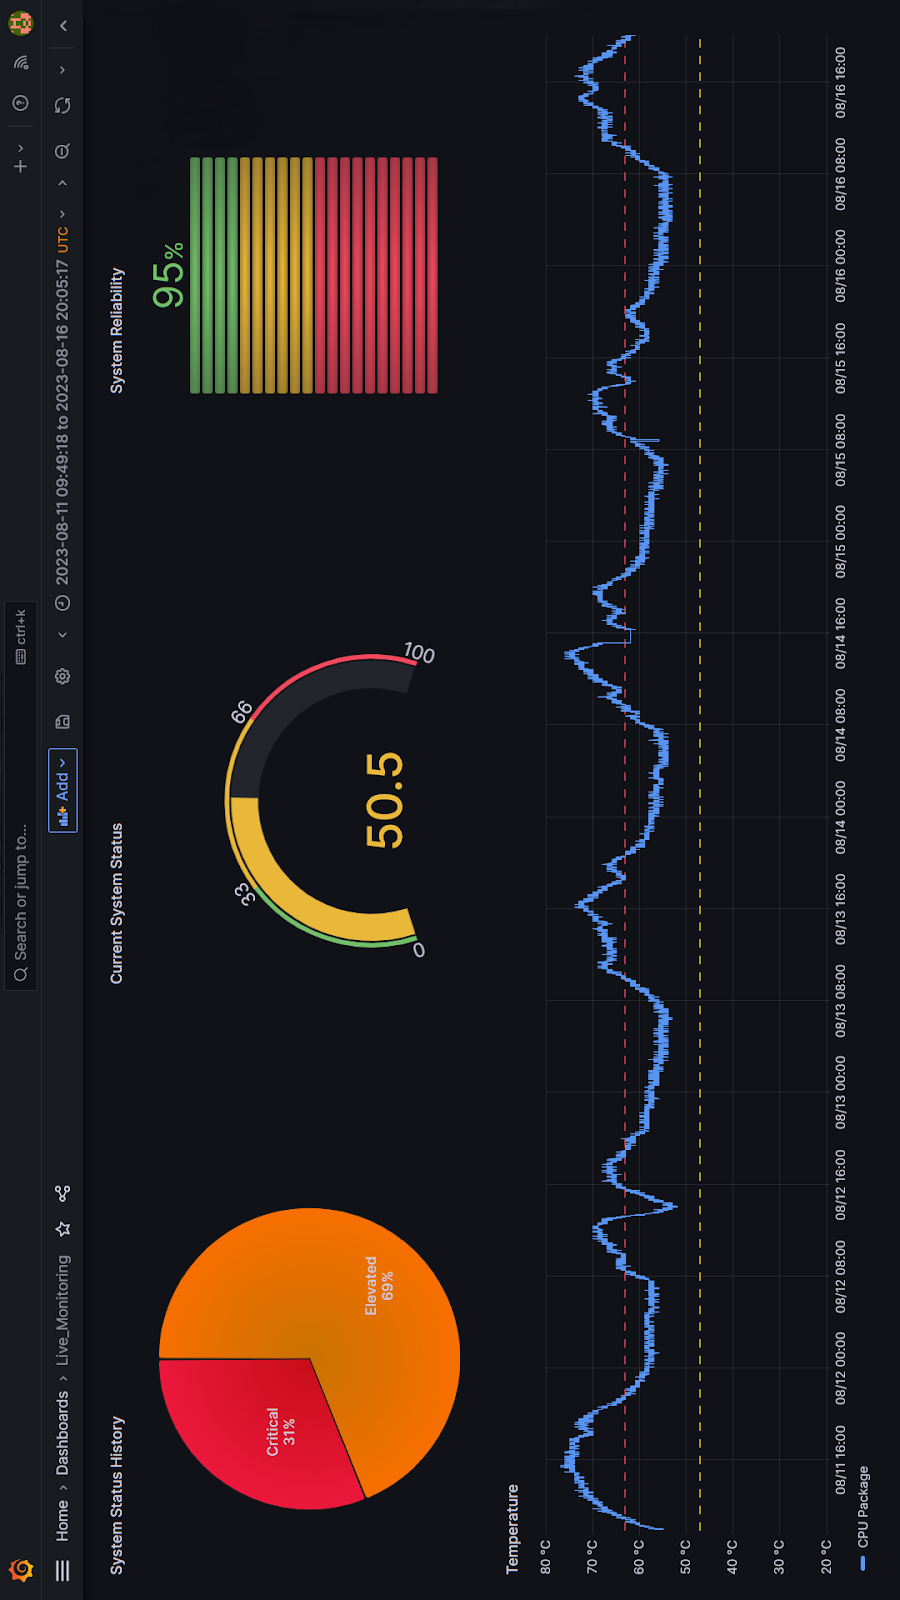 Search or jump to...
ctrl+k
Home › Dashboards › Live_Monitoring
Add
2023-08-11 09:49:18 to 2023-08-16 20:05:17 UTC
System Status History
Critical
31%
Elevated
69%
Current System Status
0
33
66
100
50.5
System Reliability
95%
Temperature
80 °C
70 °C
60 °C
50 °C
40 °C
30 °C
20 °C
08/11 16:00
08/12 00:00
08/12 08:00
08/12 16:00
08/13 00:00
08/13 08:00
08/13 16:00
08/14 00:00
08/14 08:00
08/14 16:00
08/15 00:00
08/15 08:00
08/15 16:00
08/16 00:00
08/16 08:00
08/16 16:00
CPU Package